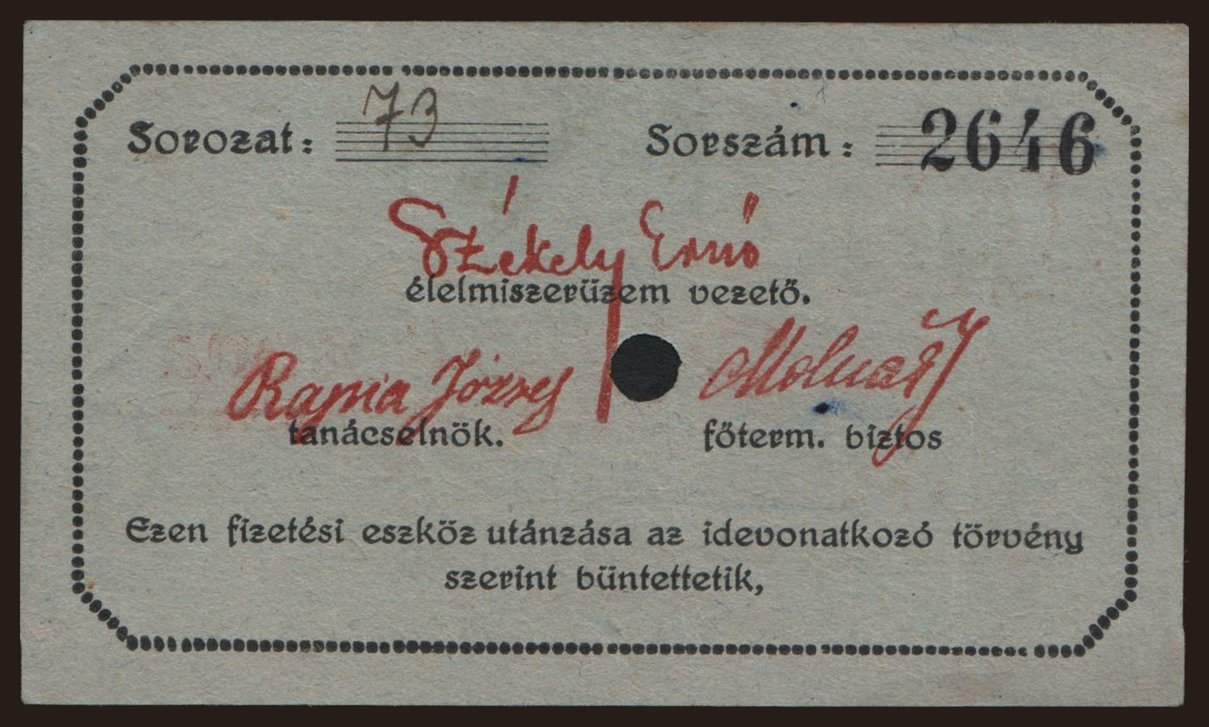 Sorozat: 73 Sorszám: 2646
Székely Ernő
élelmiszerüzem vezető.
Rapia József Molnár J
tanácselnök. főterm. biztos
Ezen fizetési eszköz utánzása az idevonatkozó törvény
szerint büntettetik,